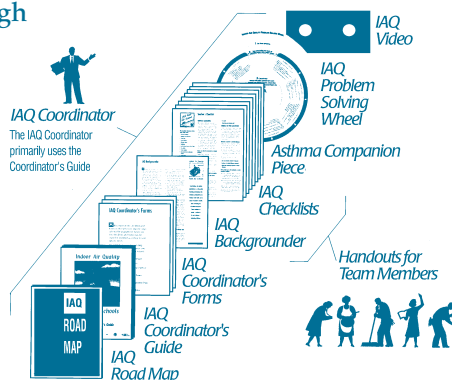 gh
IAQ
Video
IAQ
Problem
Solving
Wheel
IAQ Coordinator
The IAQ Coordinator
primarily uses the
Coordinator's Guide
Asthma Companion
Piece
IAQ
Checklists
IAQ
Backgrounder
Handouts for
Team Members
IAQ Coordinator's Forms
IAQ
Coordinator's
Forms
Indoor Air Quality
IAQ
Coordinator's
Guide
IAQ
ROAD
MAP
IAQ
Road Map